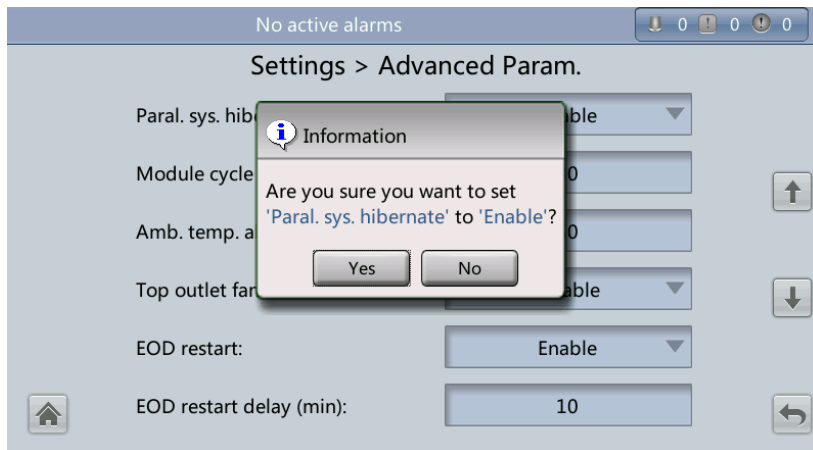 No active alarms
0 0 0
Settings > Advanced Param.
Paral. sys. hib ble
Information
Module cycle 0
Are you sure you want to set
'Paral. sys. hibernate' to 'Enable'?
Amb. temp. a 0
Yes No
Top outlet fan able
EOD restart: Enable
EOD restart delay (min): 10